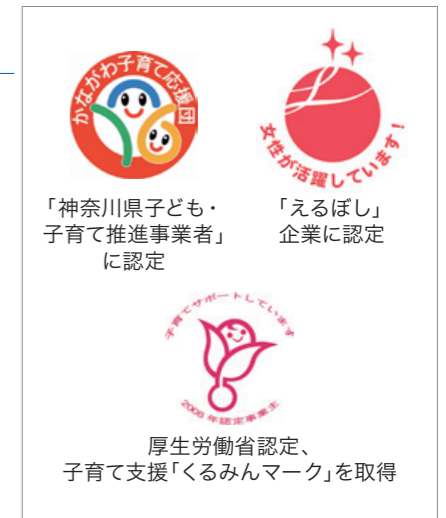 かながわ子育て応援団
女性が活躍しています!
「神奈川県子ども・
子育て推進事業者」
に認定
「えるぼし」
企業に認定
子育てサポートしています
2008年認定事業主
厚生労働省認定、
子育て支援「くるみんマーク」を取得